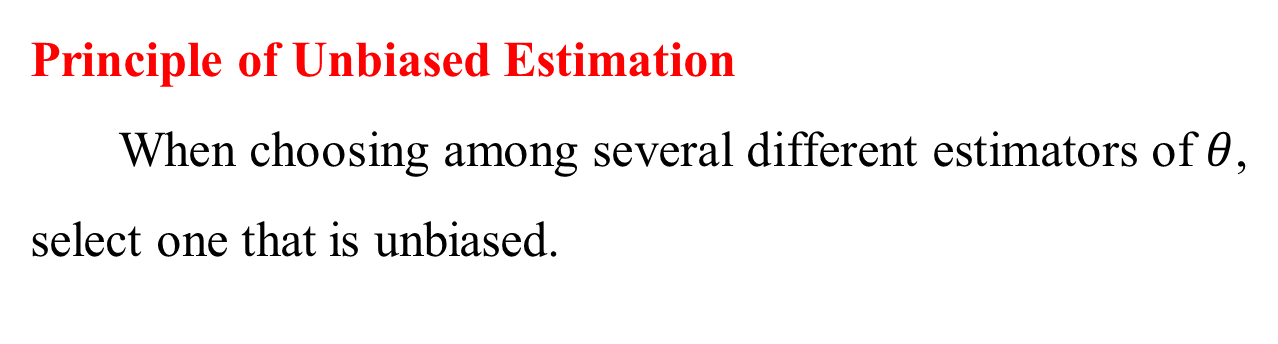 Principle of Unbiased Estimation
When choosing among several different estimators of θ,
select one that is unbiased.